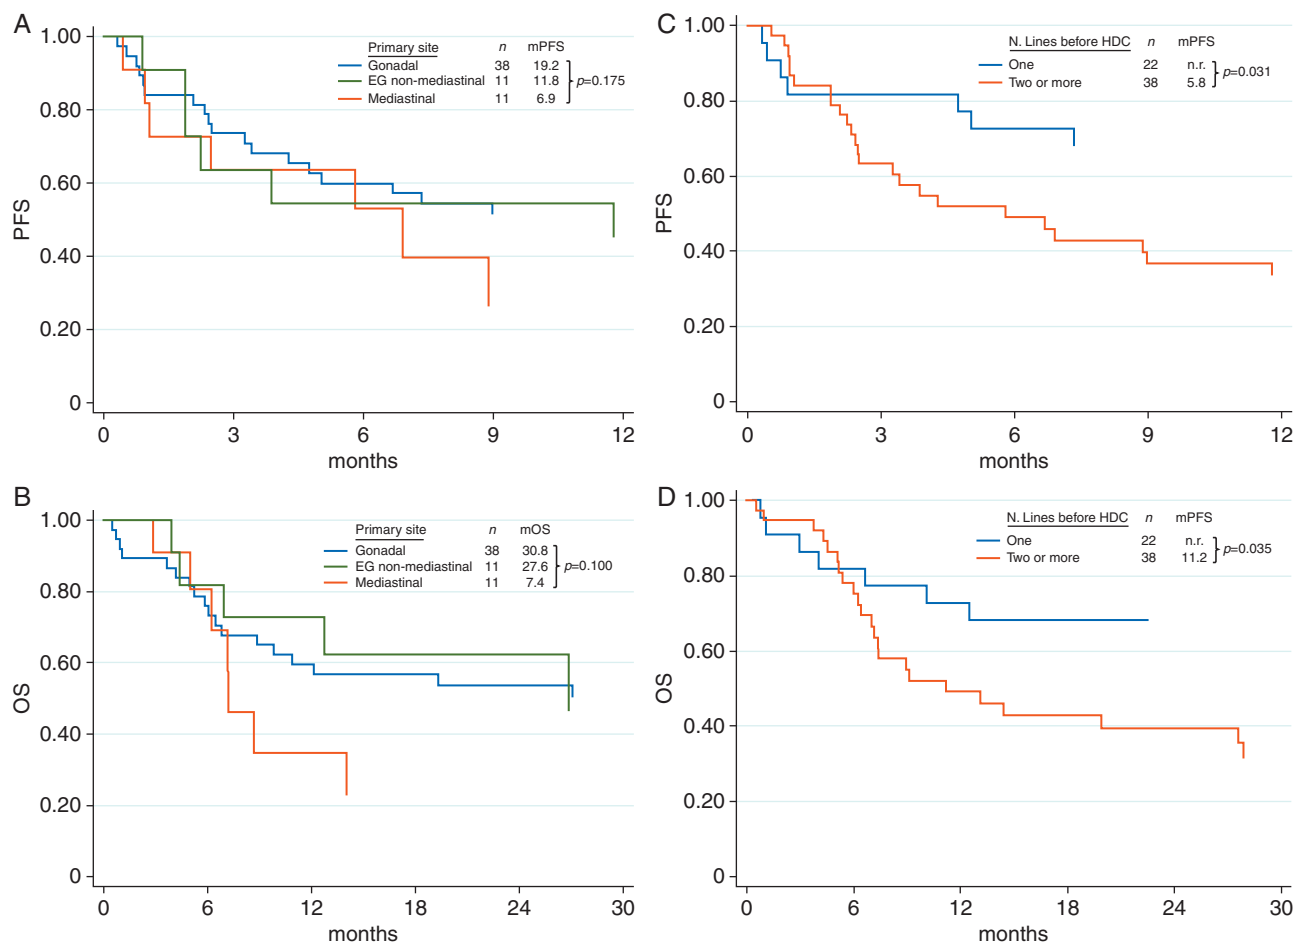 A
Primary site n mPFS
Gonadal 38 19.2
EG non-mediastinal 11 11.8
Mediastinal 11 6.9
p=0.175
1.00
0.80
0.60
0.40
0.20
0
PFS
0 3 6 9 12
months
C
N. Lines before HDC n mPFS
One 22 n.r.
Two or more 38 5.8
p=0.031
1.00
0.80
0.60
0.40
0.20
0
PFS
0 3 6 9 12
months
B
Primary site n mOS
Gonadal 38 30.8
EG non-mediastinal 11 27.6
Mediastinal 11 7.4
p=0.100
1.00
0.80
0.60
0.40
0.20
0
OS
0 6 12 24 30
months
D
N. Lines before HDC n mPFS
One 22 n.r.
Two or more 38 11.2
p=0.035
1.00
0.80
0.60
0.40
0.20
0
OS
0 6 12 18 24 30
months